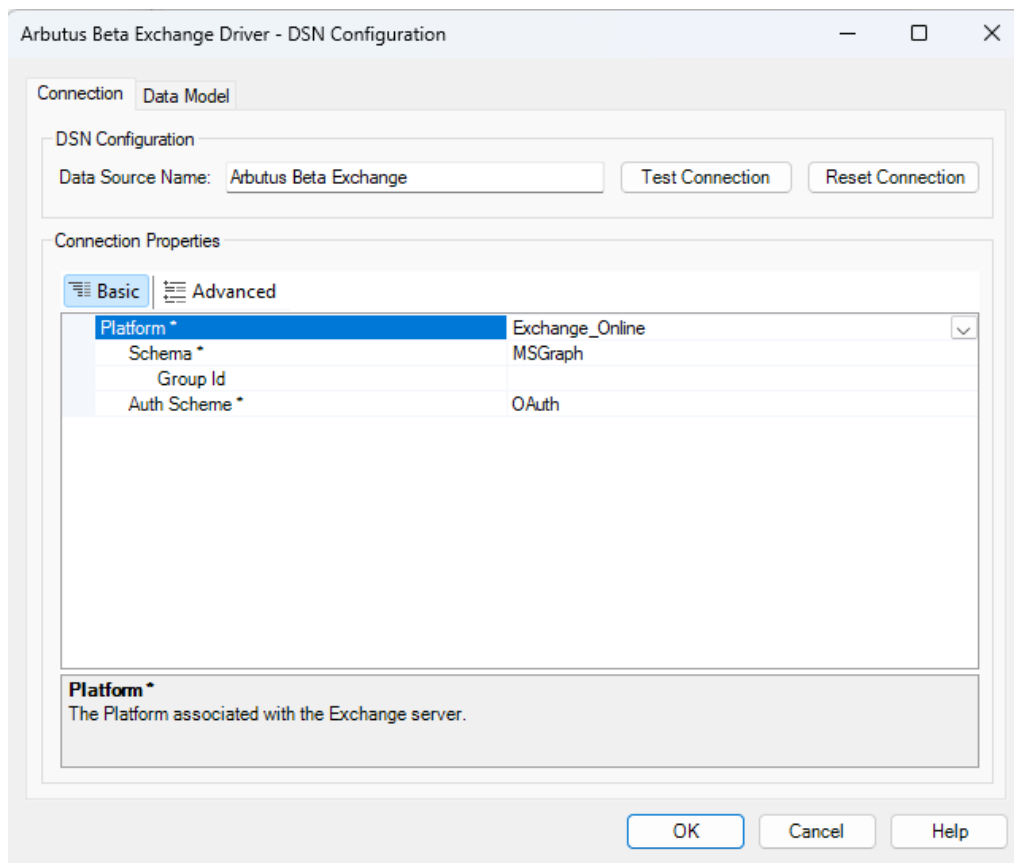 Arbutus Beta Exchange Driver - DSN Configuration
Connection Data Model
DSN Configuration
Data Source Name: Arbutus Beta Exchange Test Connection Reset Connection
Connection Properties
Basic Advanced
Platform * Exchange_Online
Schema * MSGraph
Group Id
Auth Scheme * OAuth
Platform *
The Platform associated with the Exchange server.
OK Cancel Help